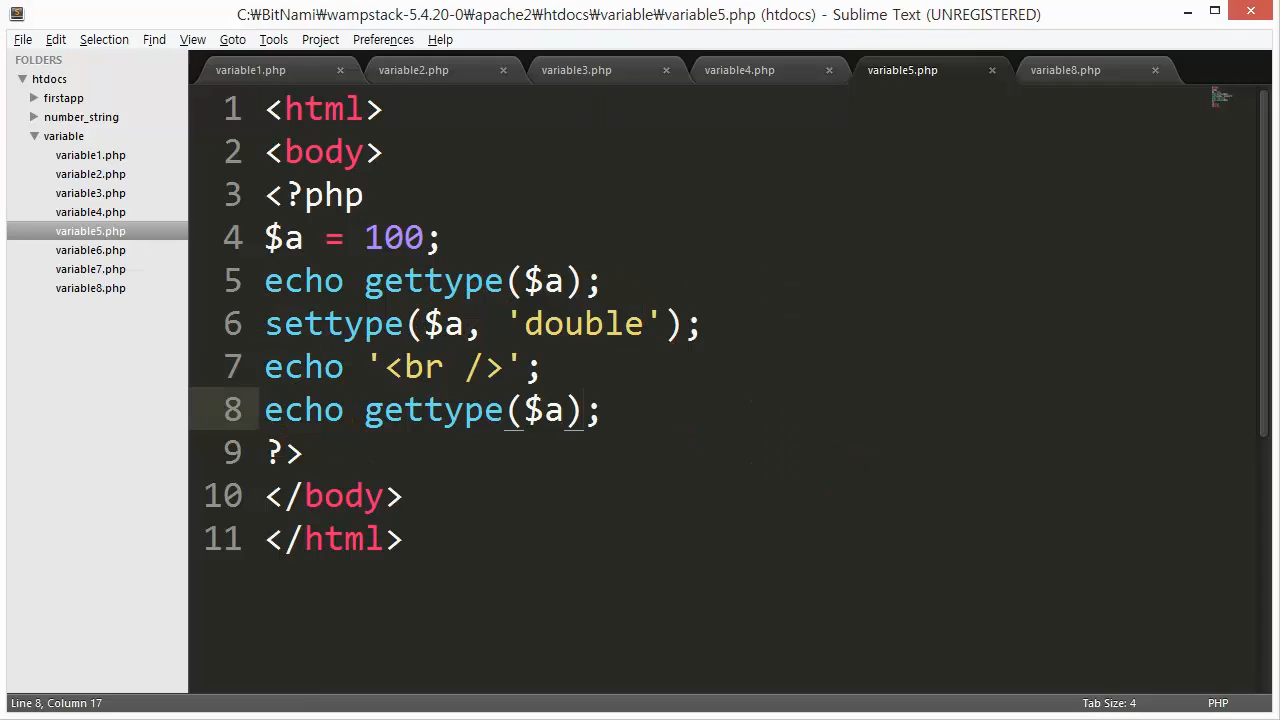 C:₩BitNami₩wampstack-5.4.20-0₩apache2₩htdocs₩variable₩variable5.php (htdocs) - Sublime Text (UNREGISTERED)
File Edit Selection Find View Goto Tools Project Preferences Help
FOLDERS
htdocs
firstapp
number_string
variable
variable1.php
variable2.php
variable3.php
variable4.php
variable5.php
variable6.php
variable7.php
variable8.php
variable1.php × variable2.php × variable3.php × variable4.php × variable5.php × variable8.php ×
1 <html>
2 <body>
3 <?php
4 $a = 100;
5 echo gettype($a);
6 settype($a, 'double');
7 echo '<br />';
8 echo gettype($a);
9 ?>
10 </body>
11 </html>
Line 8, Column 17 Tab Size: 4 PHP